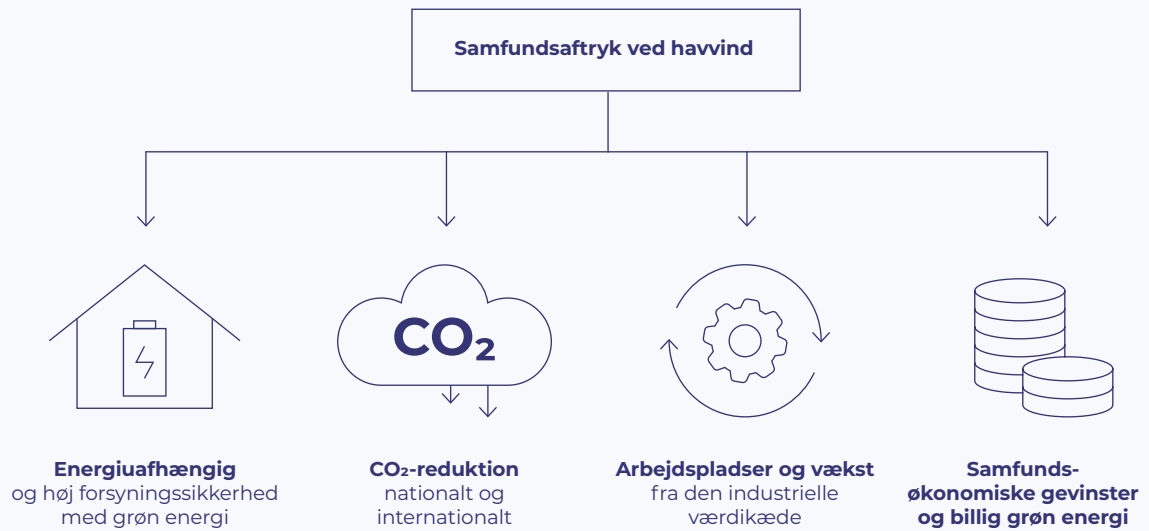 Samfundsaftryk ved havvind
CO₂
Energiuafhængig
og høj forsyningssikkerhed
med grøn energi
CO₂-reduktion
nationalt og
internationalt
Arbejdspladser og vækst
fra den industrielle
værdikæde
Samfunds-
økonomiske gevinster
og billig grøn energi